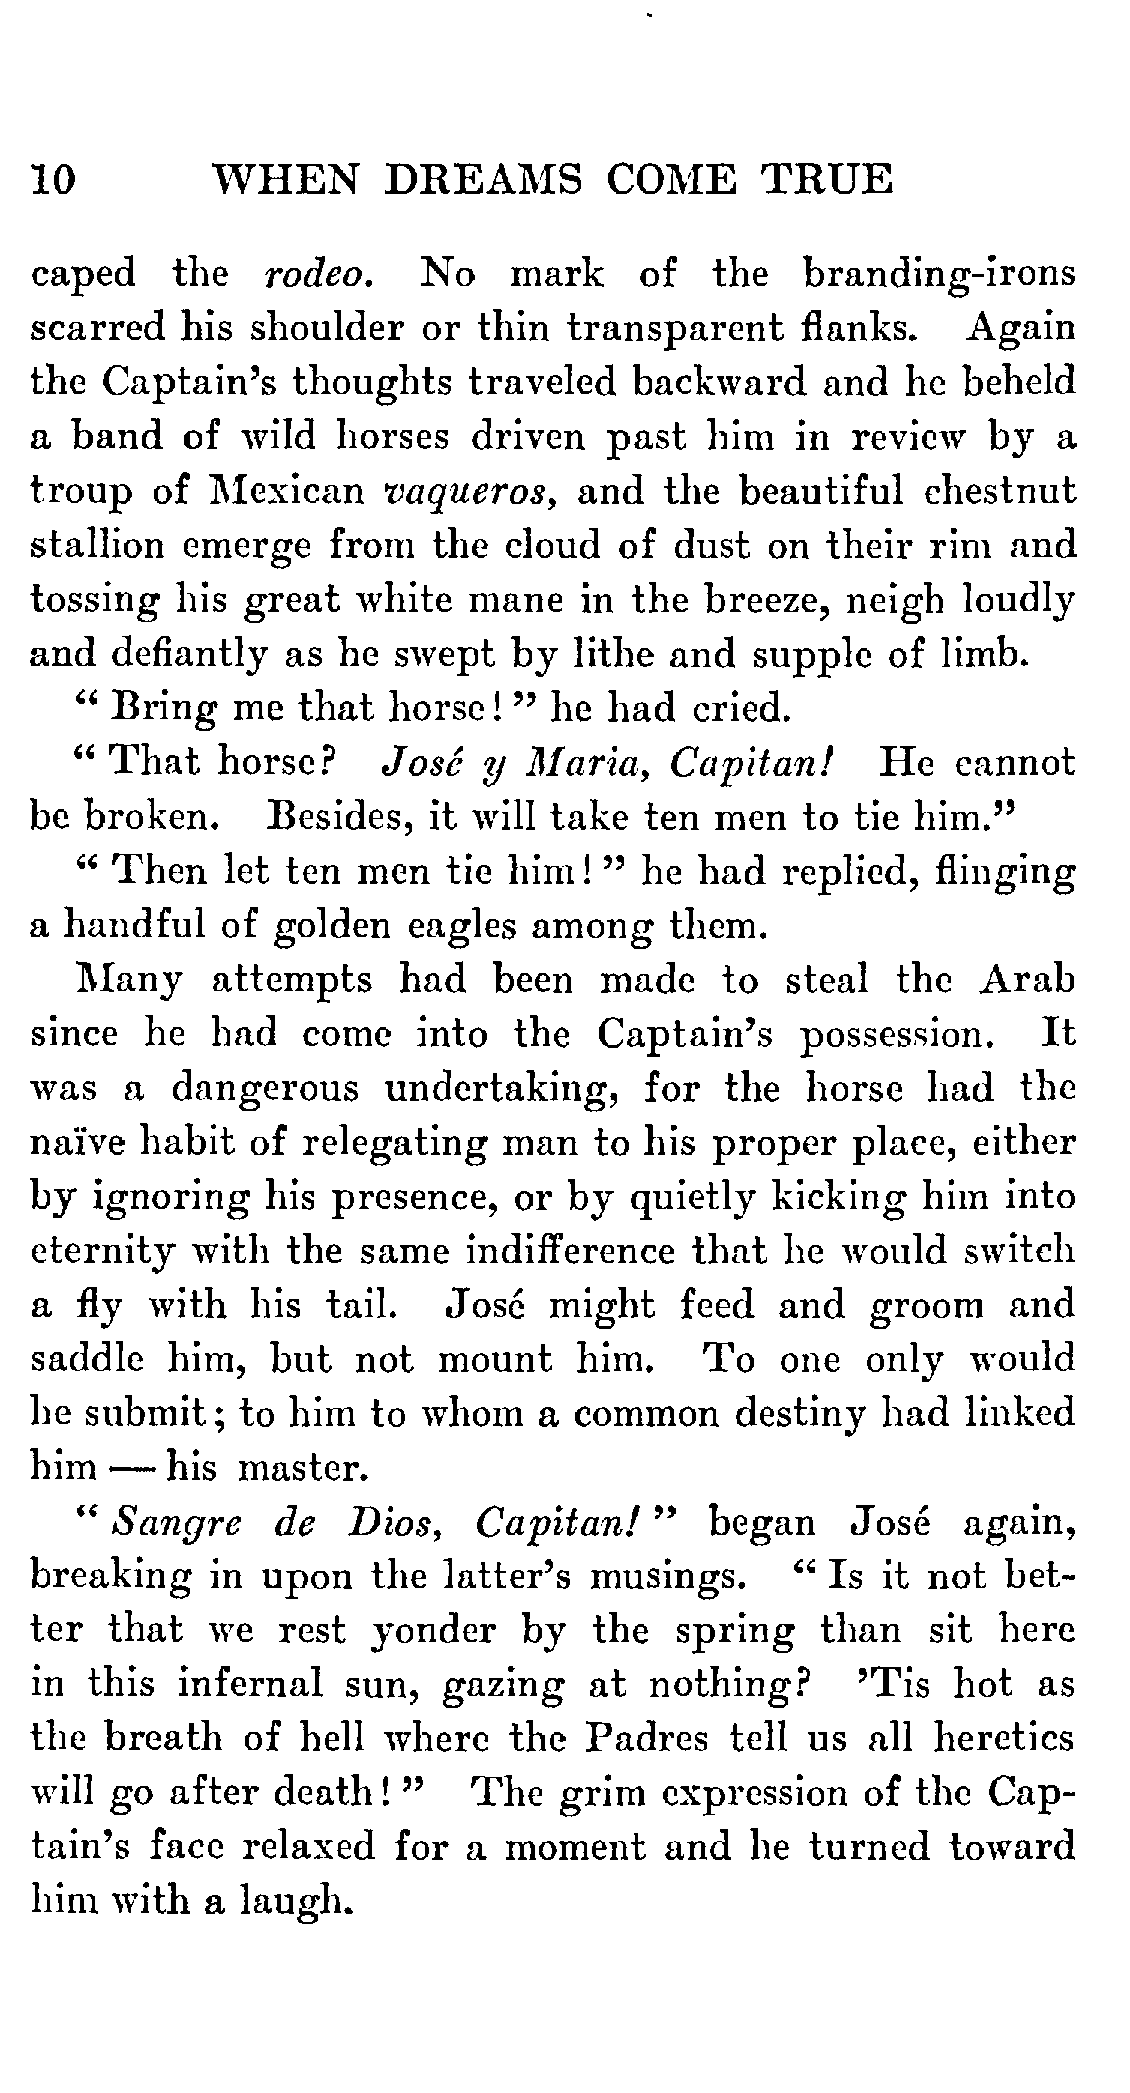 10 WHEN DREAMS COME TRUE
caped the rodeo. No mark of the branding-irons
scarred his shoulder or thin transparent flanks. Again
the Captain's thoughts traveled backward and he beheld
a band of wild horses driven past him in review by a
troup of Mexican vaqueros, and the beautiful chestnut
stallion emerge from the cloud of dust on their rim and
tossing his great white mane in the breeze, neigh loudly
and defiantly as he swept by lithe and supple of limb.
" Bring me that horse! " he had cried.
" That horse? José y Maria, Capitan! He cannot
be broken. Besides, it will take ten men to tie him."
" Then let ten men tie him! " he had replied, flinging
a handful of golden eagles among them.
Many attempts had been made to steal the Arab
since he had come into the Captain's possession. It
was a dangerous undertaking, for the horse had the
naïve habit of relegating man to his proper place, either
by ignoring his presence, or by quietly kicking him into
eternity with the same indifference that he would switch
a fly with his tail. José might feed and groom and
saddle him, but not mount him. To one only would
he submit; to him to whom a common destiny had linked
him — his master.
" Sangre de Dios, Capitan! " began José again,
breaking in upon the latter's musings. " Is it not bet-
ter that we rest yonder by the spring than sit here
in this infernal sun, gazing at nothing? 'Tis hot as
the breath of hell where the Padres tell us all heretics
will go after death! " The grim expression of the Cap-
tain's face relaxed for a moment and he turned toward
him with a laugh.